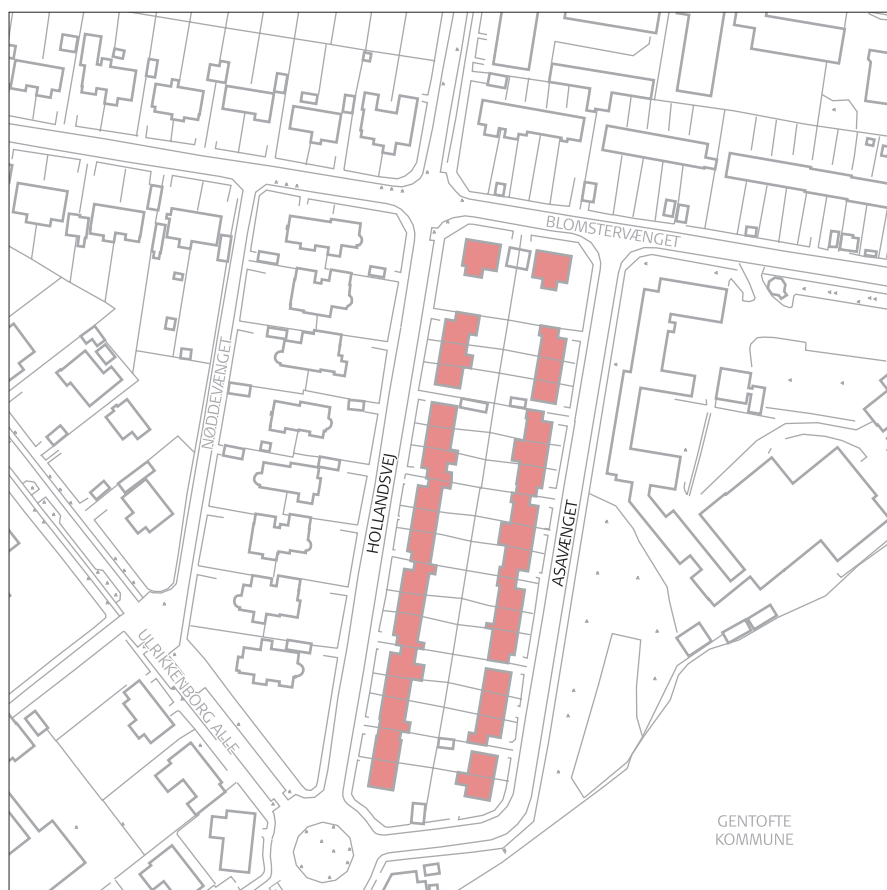 BLOMSTERVÆNGET
NØDDEVÆNGET
HOLLANDSVEJ
ASAVÆNGET
ULRIKKENBORG ALLE
GENTOFTE
KOMMUNE